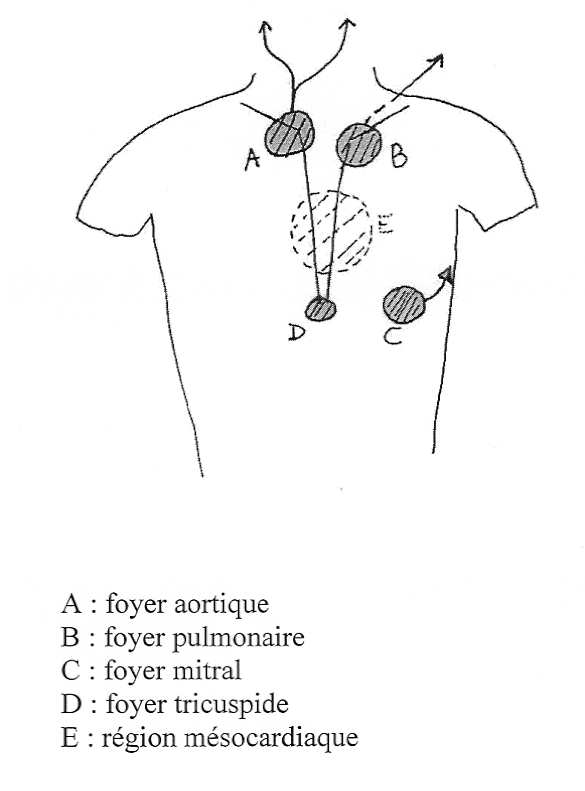 A
B
E
D
C
A : foyer aortique
B : foyer pulmonaire
C : foyer mitral
D : foyer tricuspide
E : région mésocardiaque